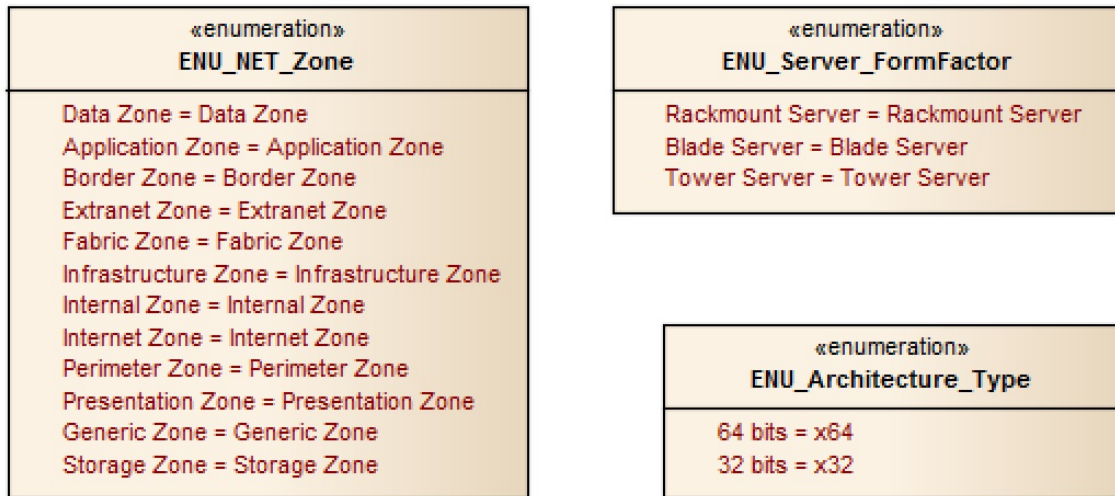 «enumeration»
ENU_NET_Zone
Data Zone = Data Zone
Application Zone = Application Zone
Border Zone = Border Zone
Extranet Zone = Extranet Zone
Fabric Zone = Fabric Zone
Infrastructure Zone = Infrastructure Zone
Internal Zone = Internal Zone
Internet Zone = Internet Zone
Perimeter Zone = Perimeter Zone
Presentation Zone = Presentation Zone
Generic Zone = Generic Zone
Storage Zone = Storage Zone
«enumeration»
ENU_Server_FormFactor
Rackmount Server = Rackmount Server
Blade Server = Blade Server
Tower Server = Tower Server
«enumeration»
ENU_Architecture_Type
64 bits = x64
32 bits = x32